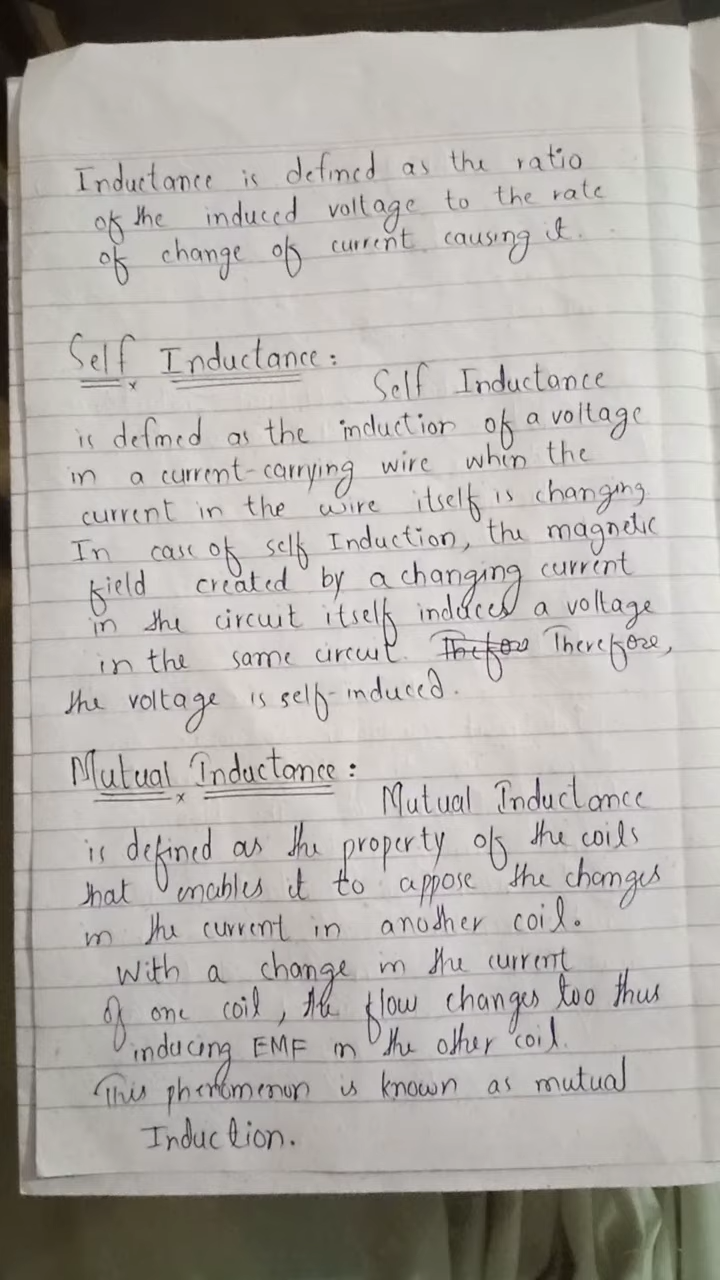 Inductance is defined as the ratio
of the induced voltage to the rate
of change of current causing it.
Self Inductance:
Self Inductance
is defined as the induction of a voltage
in a current-carrying wire when the
current in the wire itself is changing.
In case of self Induction, the magnetic
field created by a changing current
in the circuit itself induces a voltage
in the same circuit. Therefore,
the voltage is self-induced.
Mutual Inductance:
Mutual Inductance
is defined as the property of the coils
that enables it to appose the changes
in the current in another coil.
With a change in the current
of one coil, the flow changes too thus
inducing EMF in the other coil.
This phenomenon is known as mutual
Induction.